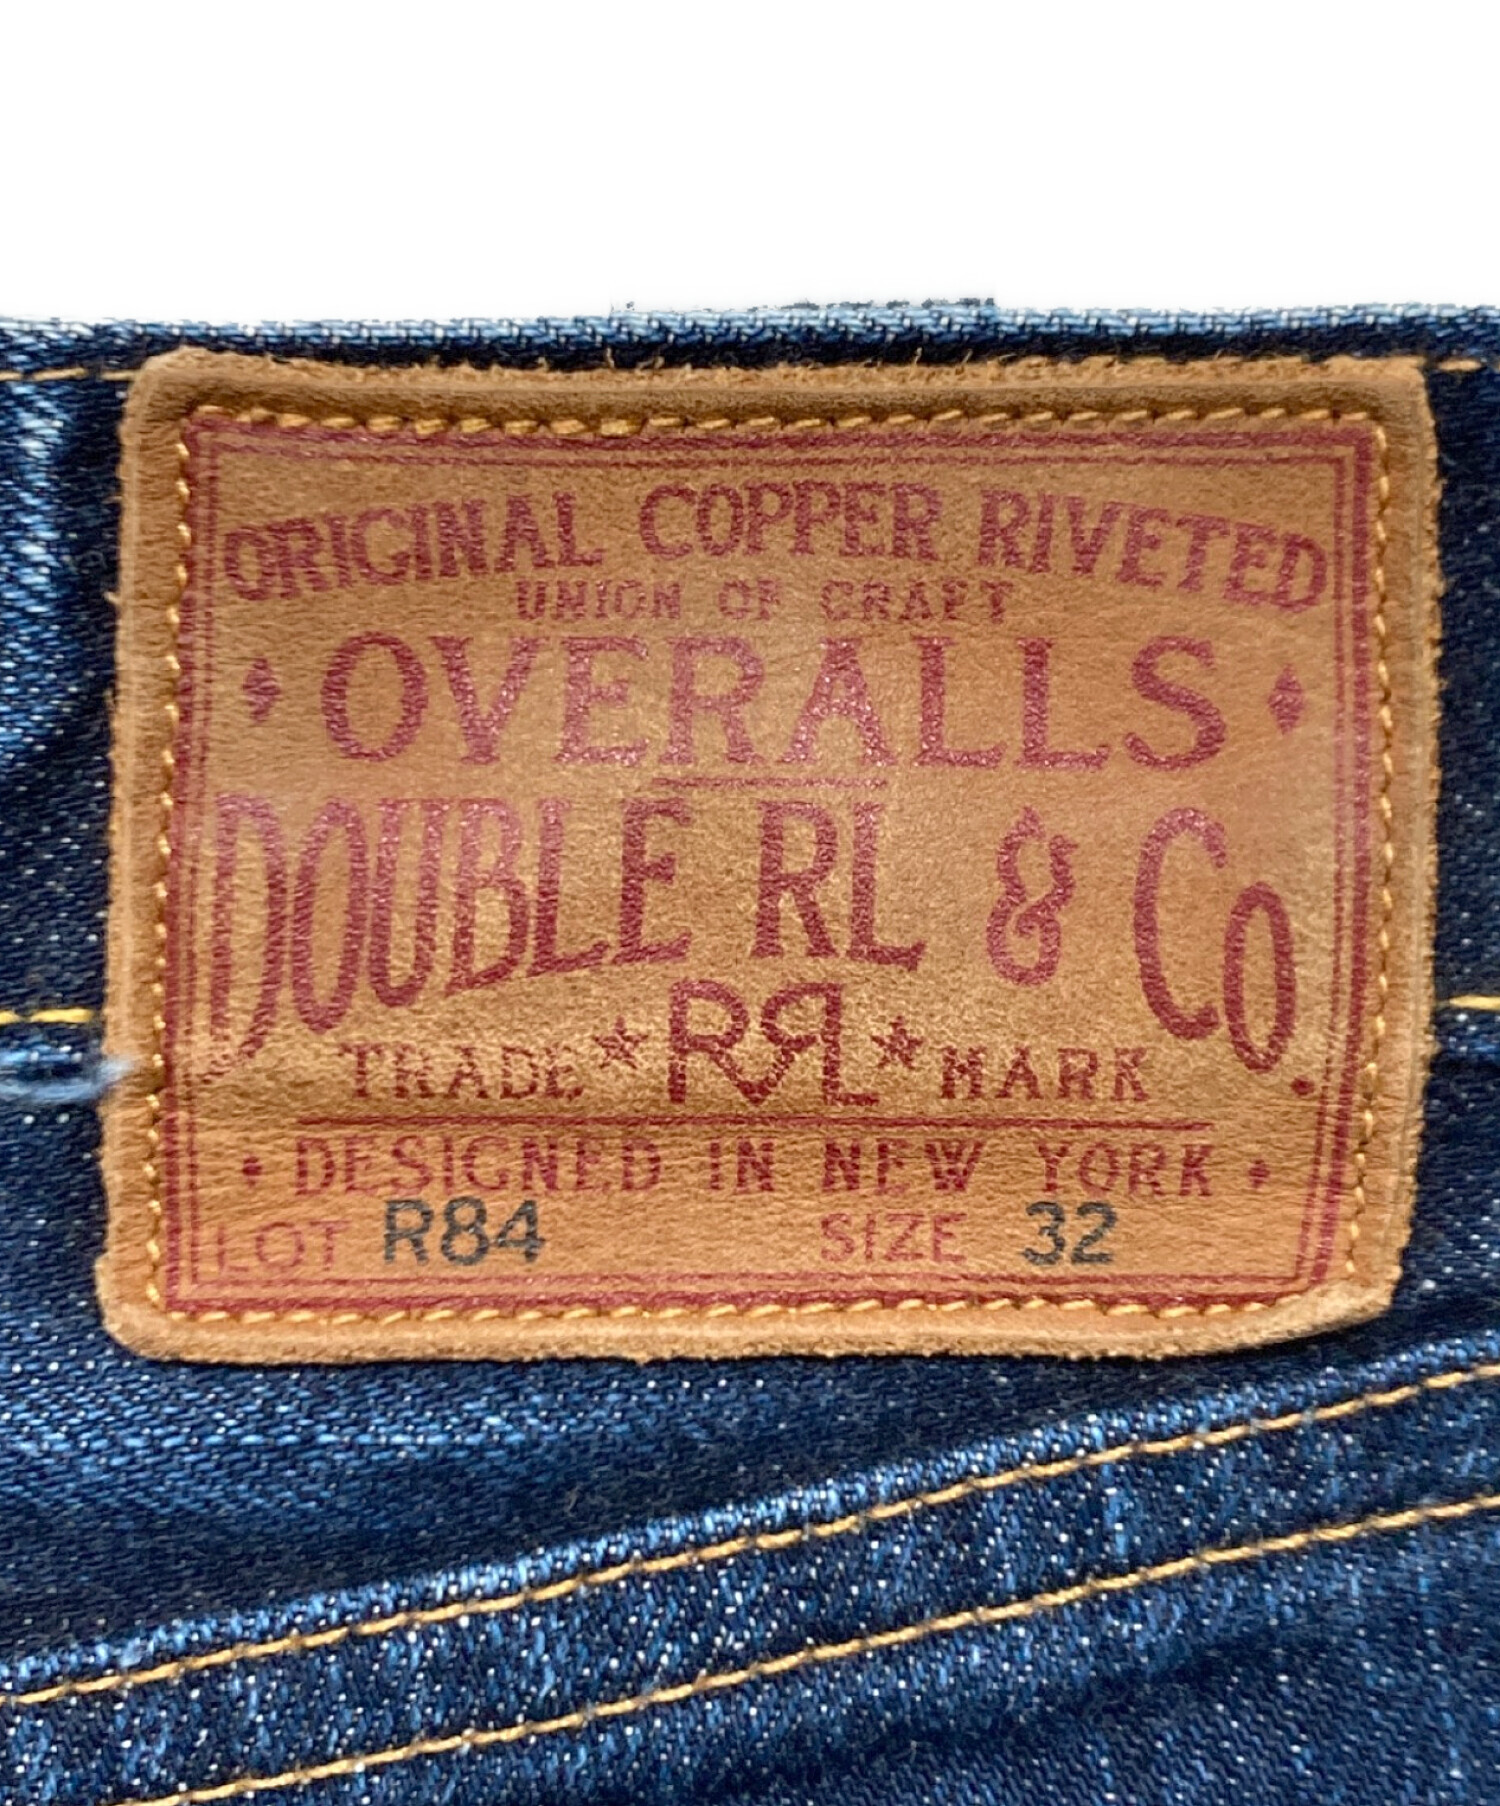 ORIGINAL COPPER RIVETED
UNION OF CRAFT
OVERALLS
DOUBLE RL & Co.
TRADE RRL MARK
DESIGNED IN NEW YORK
LOT R84 SIZE 32